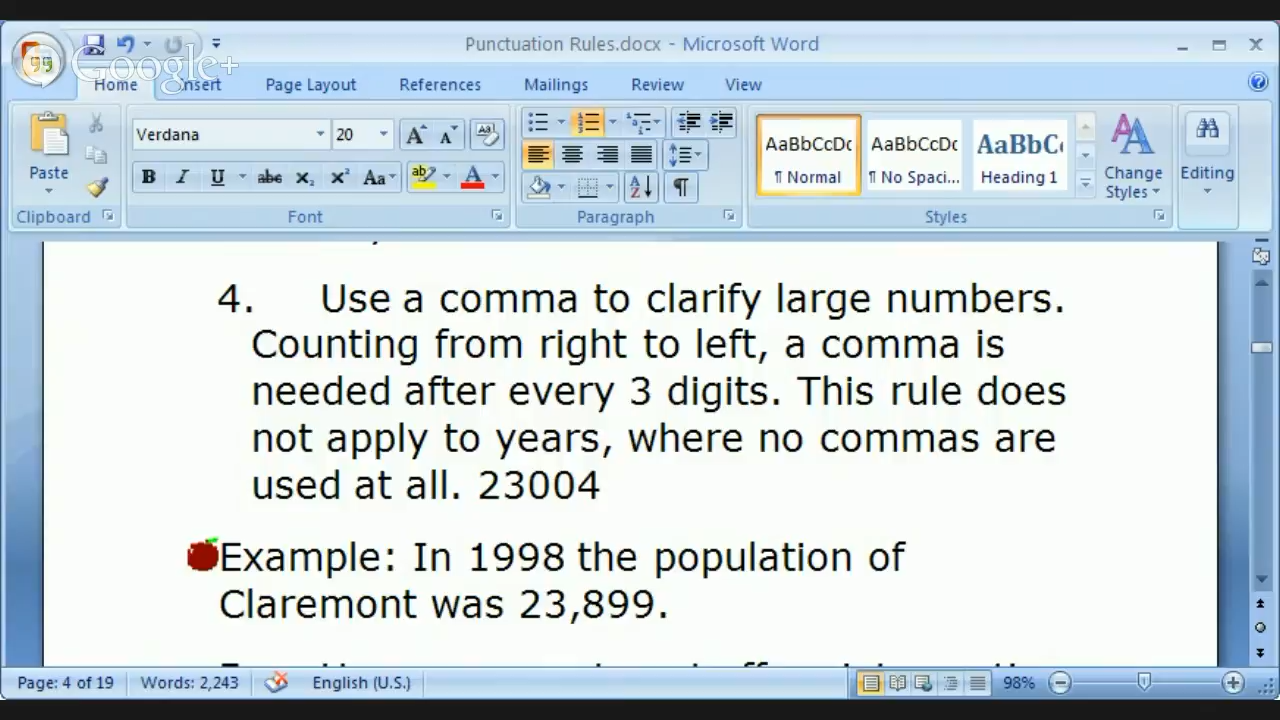 Punctuation Rules.docx - Microsoft Word
Google+
Home Insert Page Layout References Mailings Review View
Verdana 20
AaBbCcDc AaBbCcDc AaBbCc
Paste
¶ Normal ¶ No Spaci... Heading 1 Change Styles Editing
Clipboard Font Paragraph Styles
4. Use a comma to clarify large numbers.
Counting from right to left, a comma is
needed after every 3 digits. This rule does
not apply to years, where no commas are
used at all. 23004
Example: In 1998 the population of
Claremont was 23,899.
Page: 4 of 19 Words: 2,243 English (U.S.) 98%